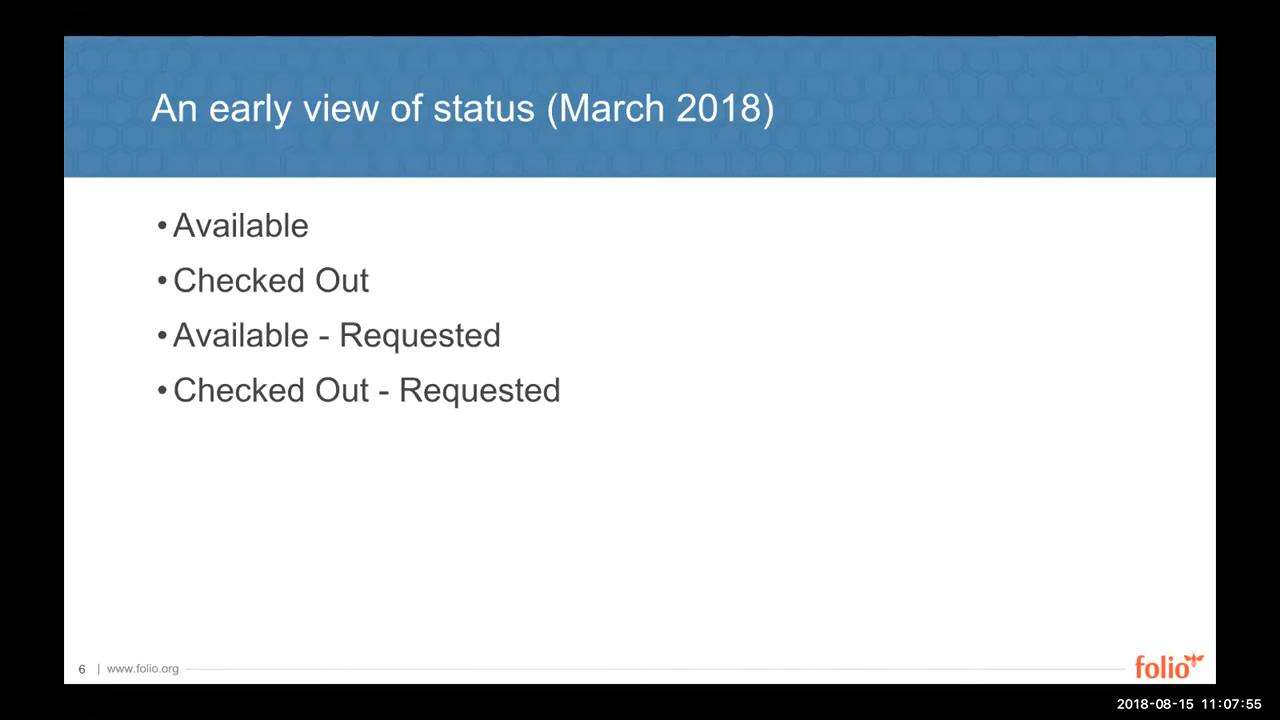 An early view of status (March 2018)
•Available
•Checked Out
•Available - Requested
•Checked Out - Requested
6 | www.folio.org
folio
2018-08-15 11:07:55